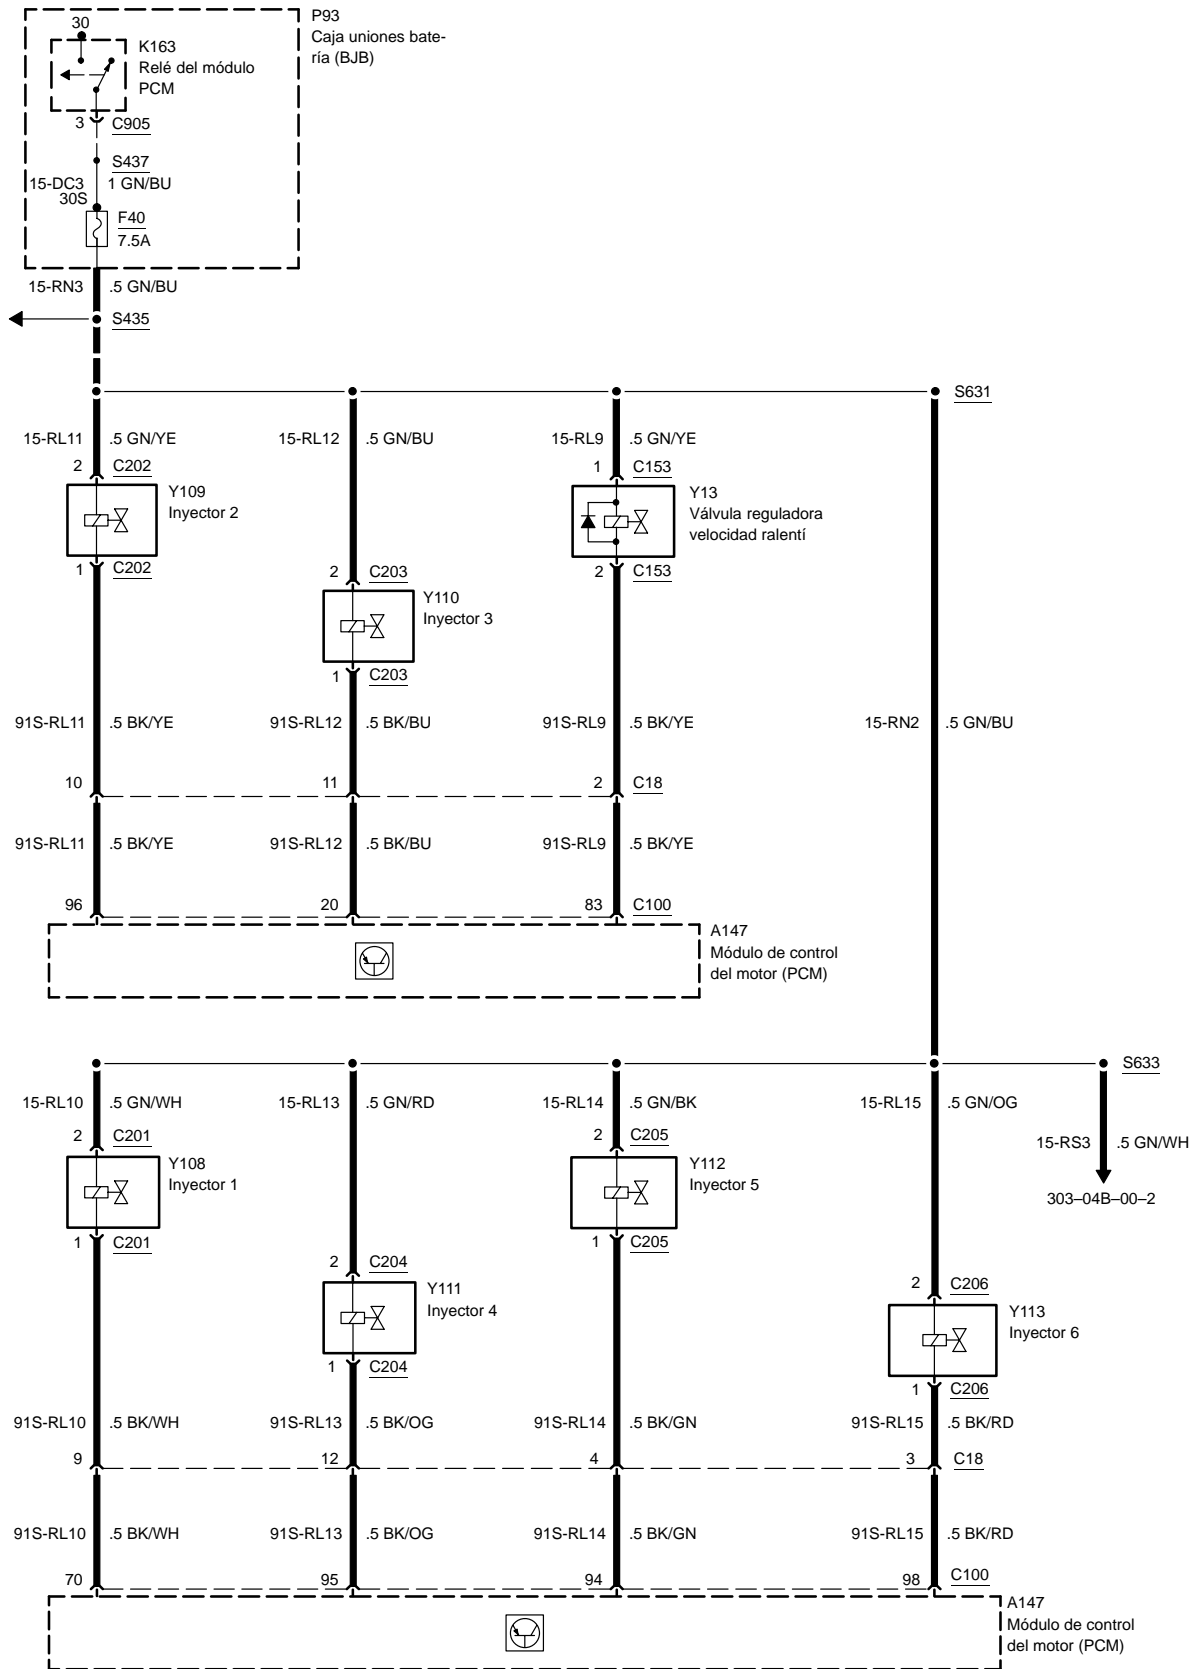 P93
Caja uniones bate-
ría (BJB)
30
K163
Relé del módulo
PCM
3 C905
S437
15-DC3 1 GN/BU
30S
F40
7.5A
15-RN3 .5 GN/BU
S435
S631
15-RL11 .5 GN/YE 15-RL12 .5 GN/BU 15-RL9 .5 GN/YE
2 C202 1 C153
Y109
Inyector 2
Y13
Válvula reguladora
velocidad ralentí
1 C202 2 C203 2 C153
Y110
Inyector 3
1 C203
91S-RL11 .5 BK/YE 91S-RL12 .5 BK/BU 91S-RL9 .5 BK/YE 15-RN2 .5 GN/BU
10 11 2 C18
91S-RL11 .5 BK/YE 91S-RL12 .5 BK/BU 91S-RL9 .5 BK/YE
96 20 83 C100
A147
Módulo de control
del motor (PCM)
S633
15-RL10 .5 GN/WH 15-RL13 .5 GN/RD 15-RL14 .5 GN/BK 15-RL15 .5 GN/OG
2 C201 2 C205 15-RS3 .5 GN/WH
Y108
Inyector 1
Y112
Inyector 5
303–04B–00–2
1 C201 1 C205
2 C204
Y111
Inyector 4
2 C206
Y113
Inyector 6
1 C204 1 C206
91S-RL10 .5 BK/WH 91S-RL13 .5 BK/OG 91S-RL14 .5 BK/GN 91S-RL15 .5 BK/RD
9 12 4 3 C18
91S-RL10 .5 BK/WH 91S-RL13 .5 BK/OG 91S-RL14 .5 BK/GN 91S-RL15 .5 BK/RD
70 95 94 98 C100
A147
Módulo de control
del motor (PCM)